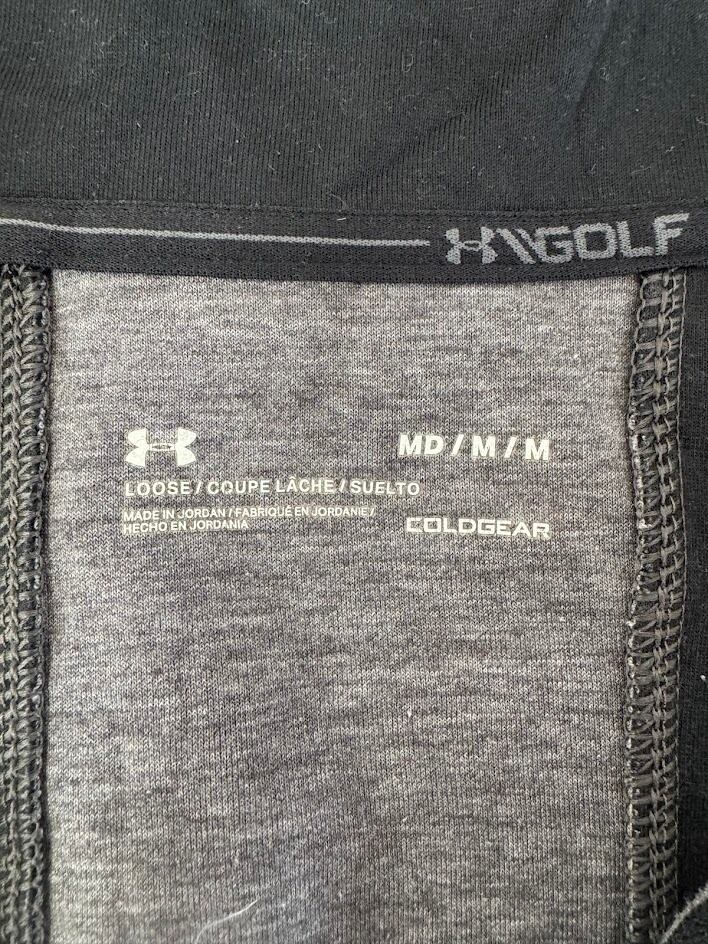 GOLF
MD / M / M
LOOSE / COUPE LÂCHE / SUELTO
MADE IN JORDAN / FABRIQUÉ EN JORDANIE /
HECHO EN JORDANIA
COLDGEAR